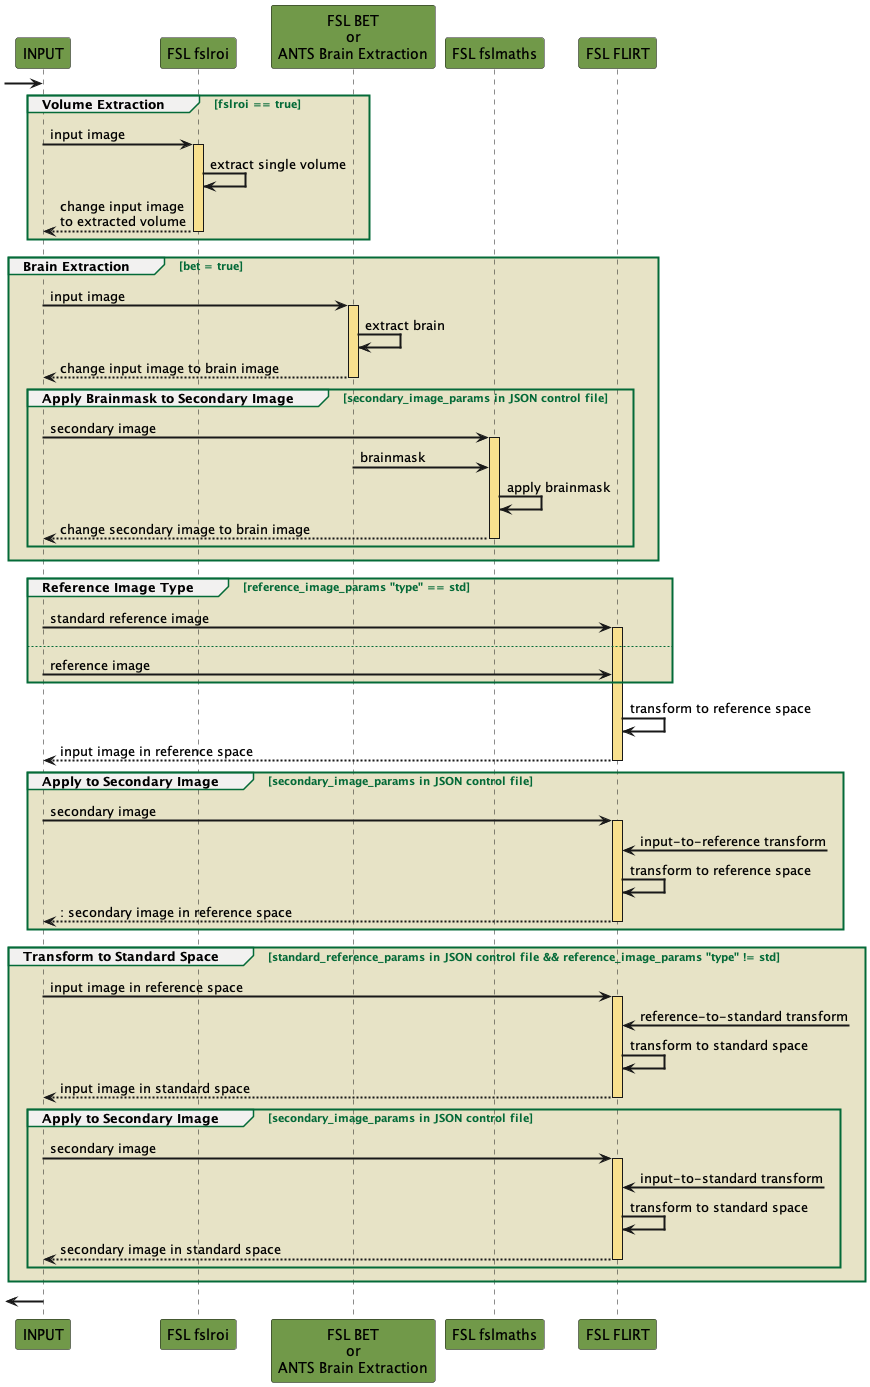 FSL BET
or
INPUT
FSL fslroi
ANTS Brain Extraction
FSL fslmaths
FSL FLIRT
Volume Extraction
[fslroi == true]
input image
extract single volume
change input image
to extracted volume
Brain Extraction
[bet = true]
input image
extract brain
change input image to brain image
Apply Brainmask to Secondary Image
[secondary_image_params in JSON control file]
secondary image
brainmask
apply brainmask
change secondary image to brain image
Reference Image Type
[reference_image_params "type" == std]
standard reference image
reference image
transform to reference space
input image in reference space
Apply to Secondary Image
[secondary_image_params in JSON control file]
secondary image
input-to-reference transform
transform to reference space
: secondary image in reference space
Transform to Standard Space
[standard_reference_params in JSON control file && reference_image_params "type" != std]
input image in reference space
reference-to-standard transform
transform to standard space
input image in standard space
Apply to Secondary Image
[secondary_image_params in JSON control file]
secondary image
input-to-standard transform
transform to standard space
secondary image in standard space
INPUT
FSL fslroi
FSL BET
or
ANTS Brain Extraction
FSL fslmaths
FSL FLIRT